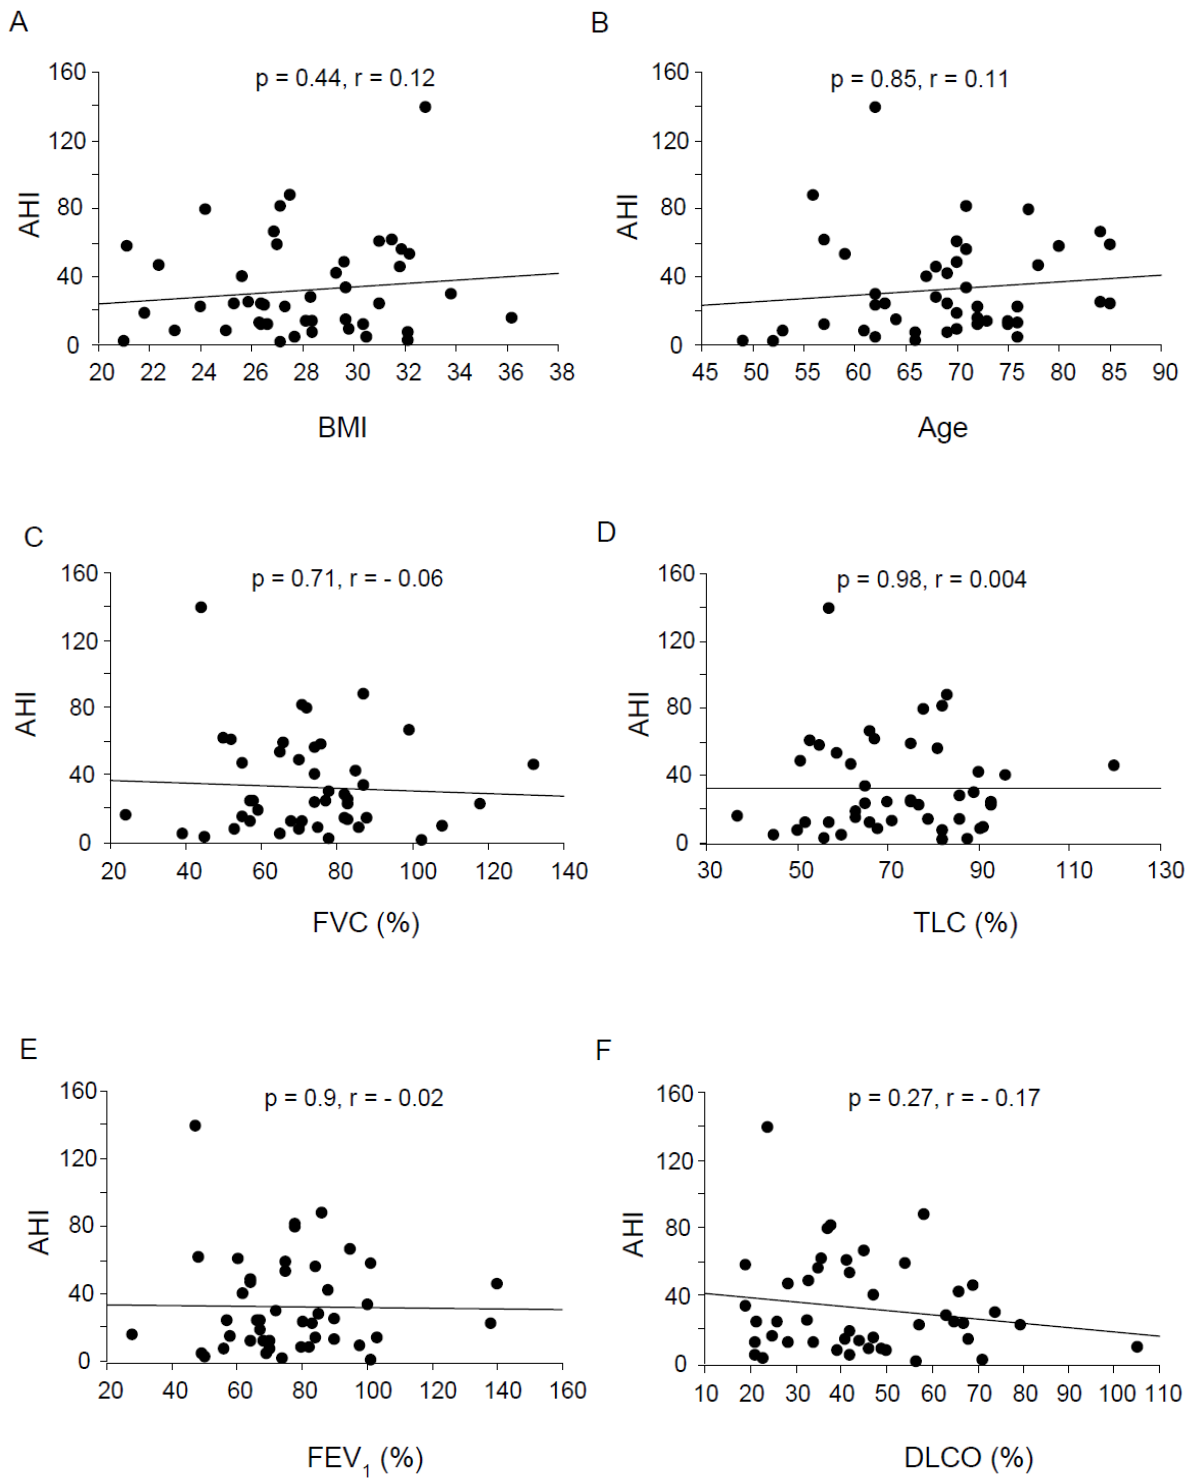 A
B
p = 0.44, r = 0.12
p = 0.85, r = 0.11
160
120
80
40
0
AHI
20 22 24 26 28 30 32 34 36 38
BMI
160
120
80
40
0
AHI
45 50 55 60 65 70 75 80 85 90
Age
C
D
p = 0.71, r = - 0.06
p = 0.98, r = 0.004
160
120
80
40
0
AHI
20 40 60 80 100 120 140
FVC (%)
160
120
80
40
0
AHI
30 50 70 90 110 130
TLC (%)
E
F
p = 0.9, r = - 0.02
p = 0.27, r = - 0.17
160
120
80
40
0
AHI
20 40 60 80 100 120 140 160
FEV₁ (%)
160
120
80
40
0
AHI
10 20 30 40 50 60 70 80 90 100 110
DLCO (%)